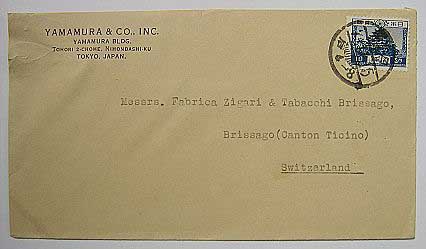 YAMAMURA & CO., INC.
YAMAMURA BLDG.
TOHORI 2-CHOME, NIHONBASHI-KU
TOKYO, JAPAN.
10
Messrs. Fabrica Zigari & Tabacchi Brissago,
Brissago(Canton Ticino)
Switzerland